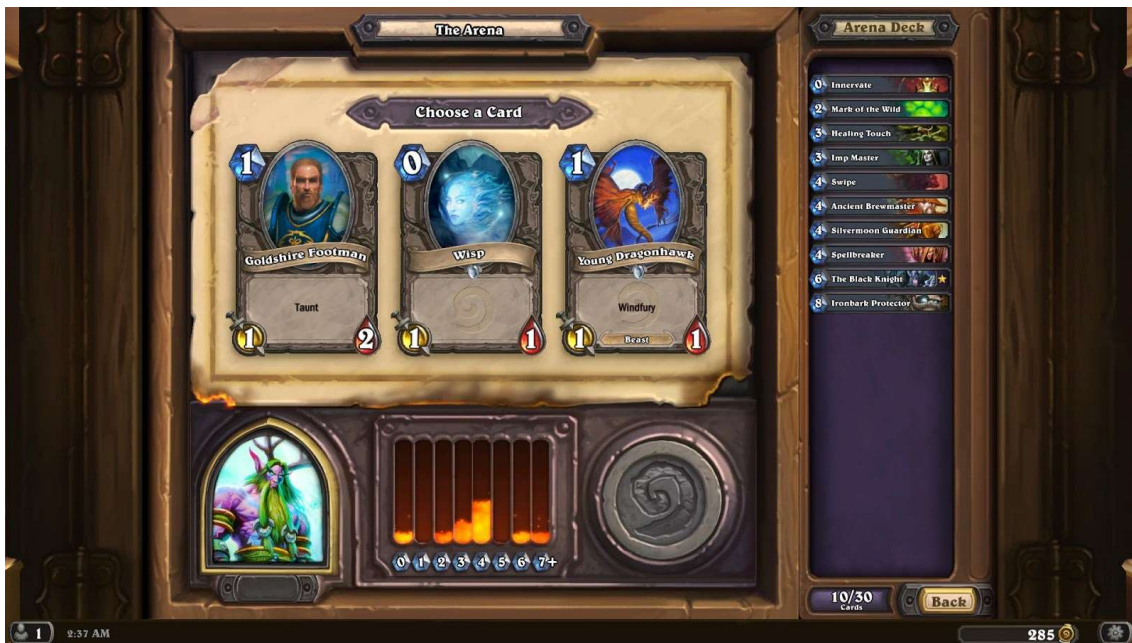 The Arena
Arena Deck
Choose a Card
1
Goldshire Footman
Taunt
1
2
0
Wisp
1
1
1
Young Dragonhawk
Windfury
Beast
1
1
0 Innervate
2 Mark of the Wild
3 Healing Touch
3 Imp Master
4 Swipe
4 Ancient Brewmaster
4 Silvermoon Guardian
4 Spellbreaker
6 The Black Knight
8 Ironbark Protector
0 1 2 3 4 5 6 7+
10/30
Cards
Back
1
2:37 AM
285